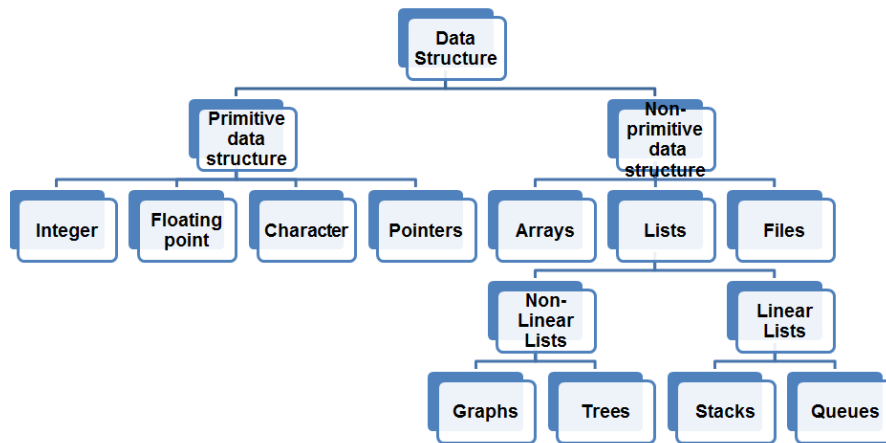 Data
Structure
Primitive
data
structure
Non-
primitive
data
structure
Integer
Floating
point
Character
Pointers
Arrays
Lists
Files
Non-
Linear
Lists
Linear
Lists
Graphs
Trees
Stacks
Queues